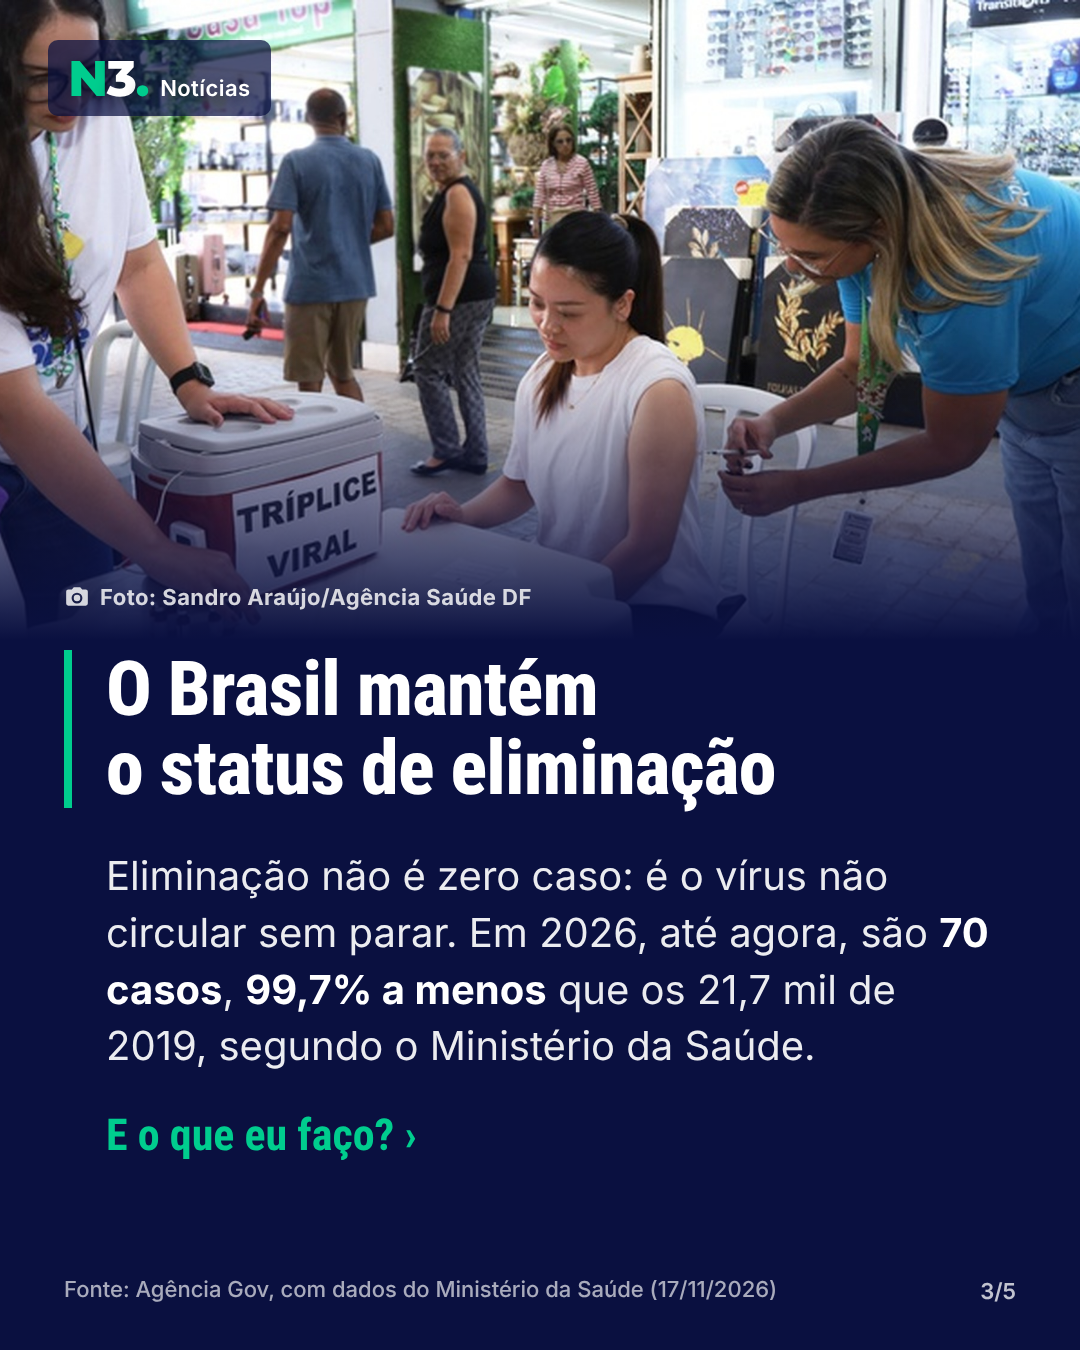 N3. Notícias
TRÍPLICE
VIRAL
Foto: Sandro Araújo/Agência Saúde DF
O Brasil mantém
o status de eliminação
Eliminação não é zero caso: é o vírus não
circular sem parar. Em 2026, até agora, são 70
casos, 99,7% a menos que os 21,7 mil de
2019, segundo o Ministério da Saúde.
E o que eu faço? ›
Fonte: Agência Gov, com dados do Ministério da Saúde (17/11/2026)
3/5